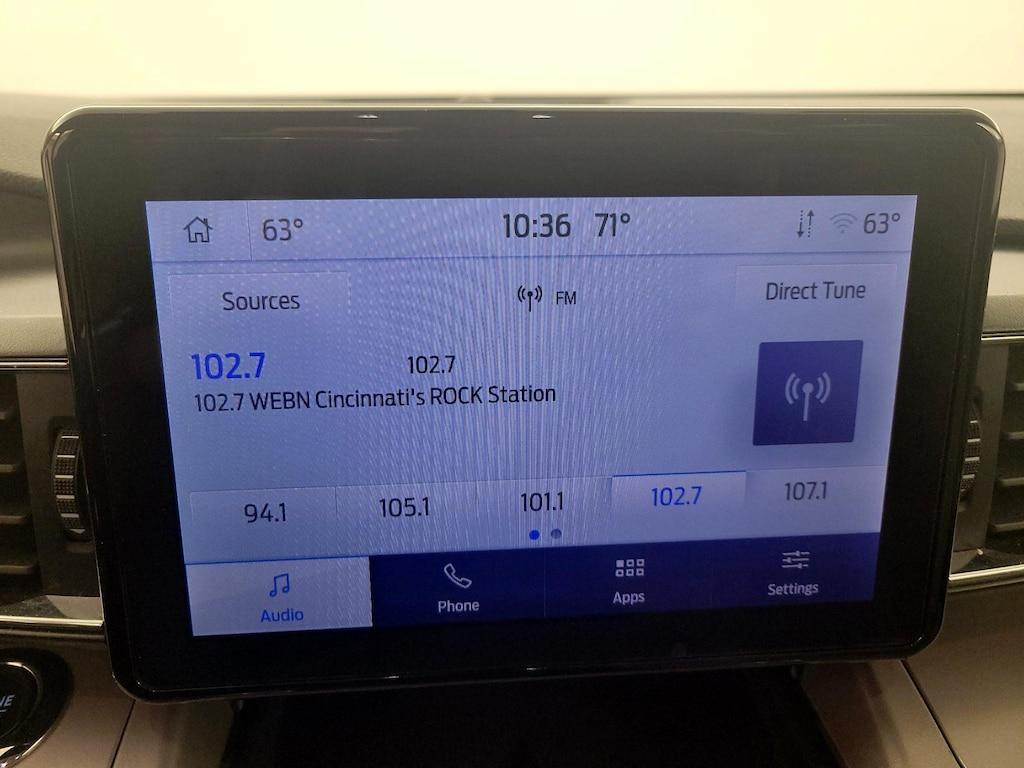 63° 10:36 71° 63°
Sources FM Direct Tune
102.7 102.7
102.7 WEBN Cincinnati's ROCK Station
94.1 105.1 101.1 102.7 107.1
Audio Phone Apps Settings